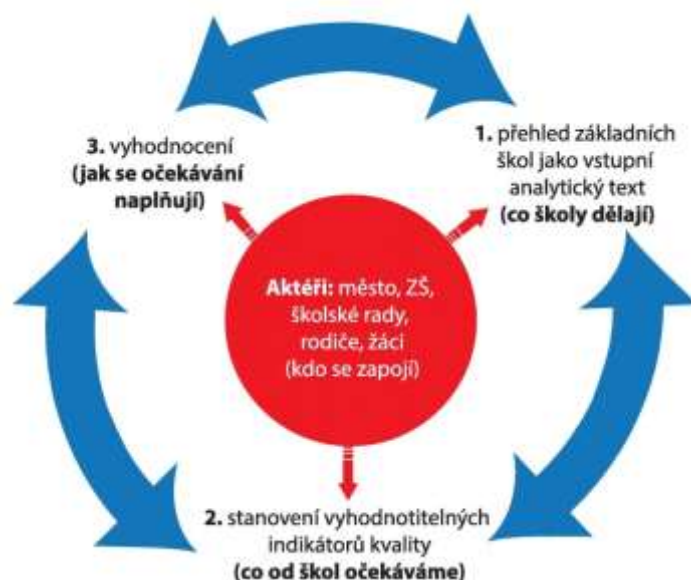 3. vyhodnocení
(jak se očekávání
naplňují)
1. přehled základních
škol jako vstupní
analytický text
(co školy dělají)
Aktéři: město, ZŠ,
školské rady,
rodiče, žáci
(kdo se zapojí)
2. stanovení vyhodnotitelných
indikátorů kvality
(co od škol očekáváme)